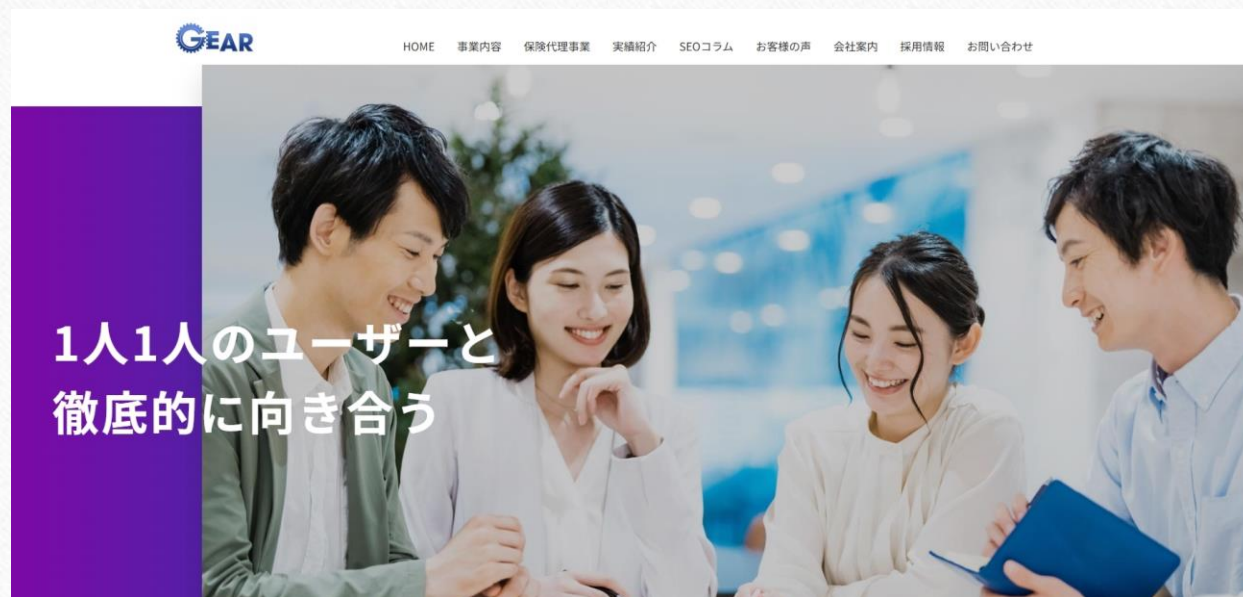 GEAR
HOME 事業内容 保険代理事業 実績紹介 SEOコラム お客様の声 会社案内 採用情報 お問い合わせ
1人1人のユーザーと
徹底的に向き合う